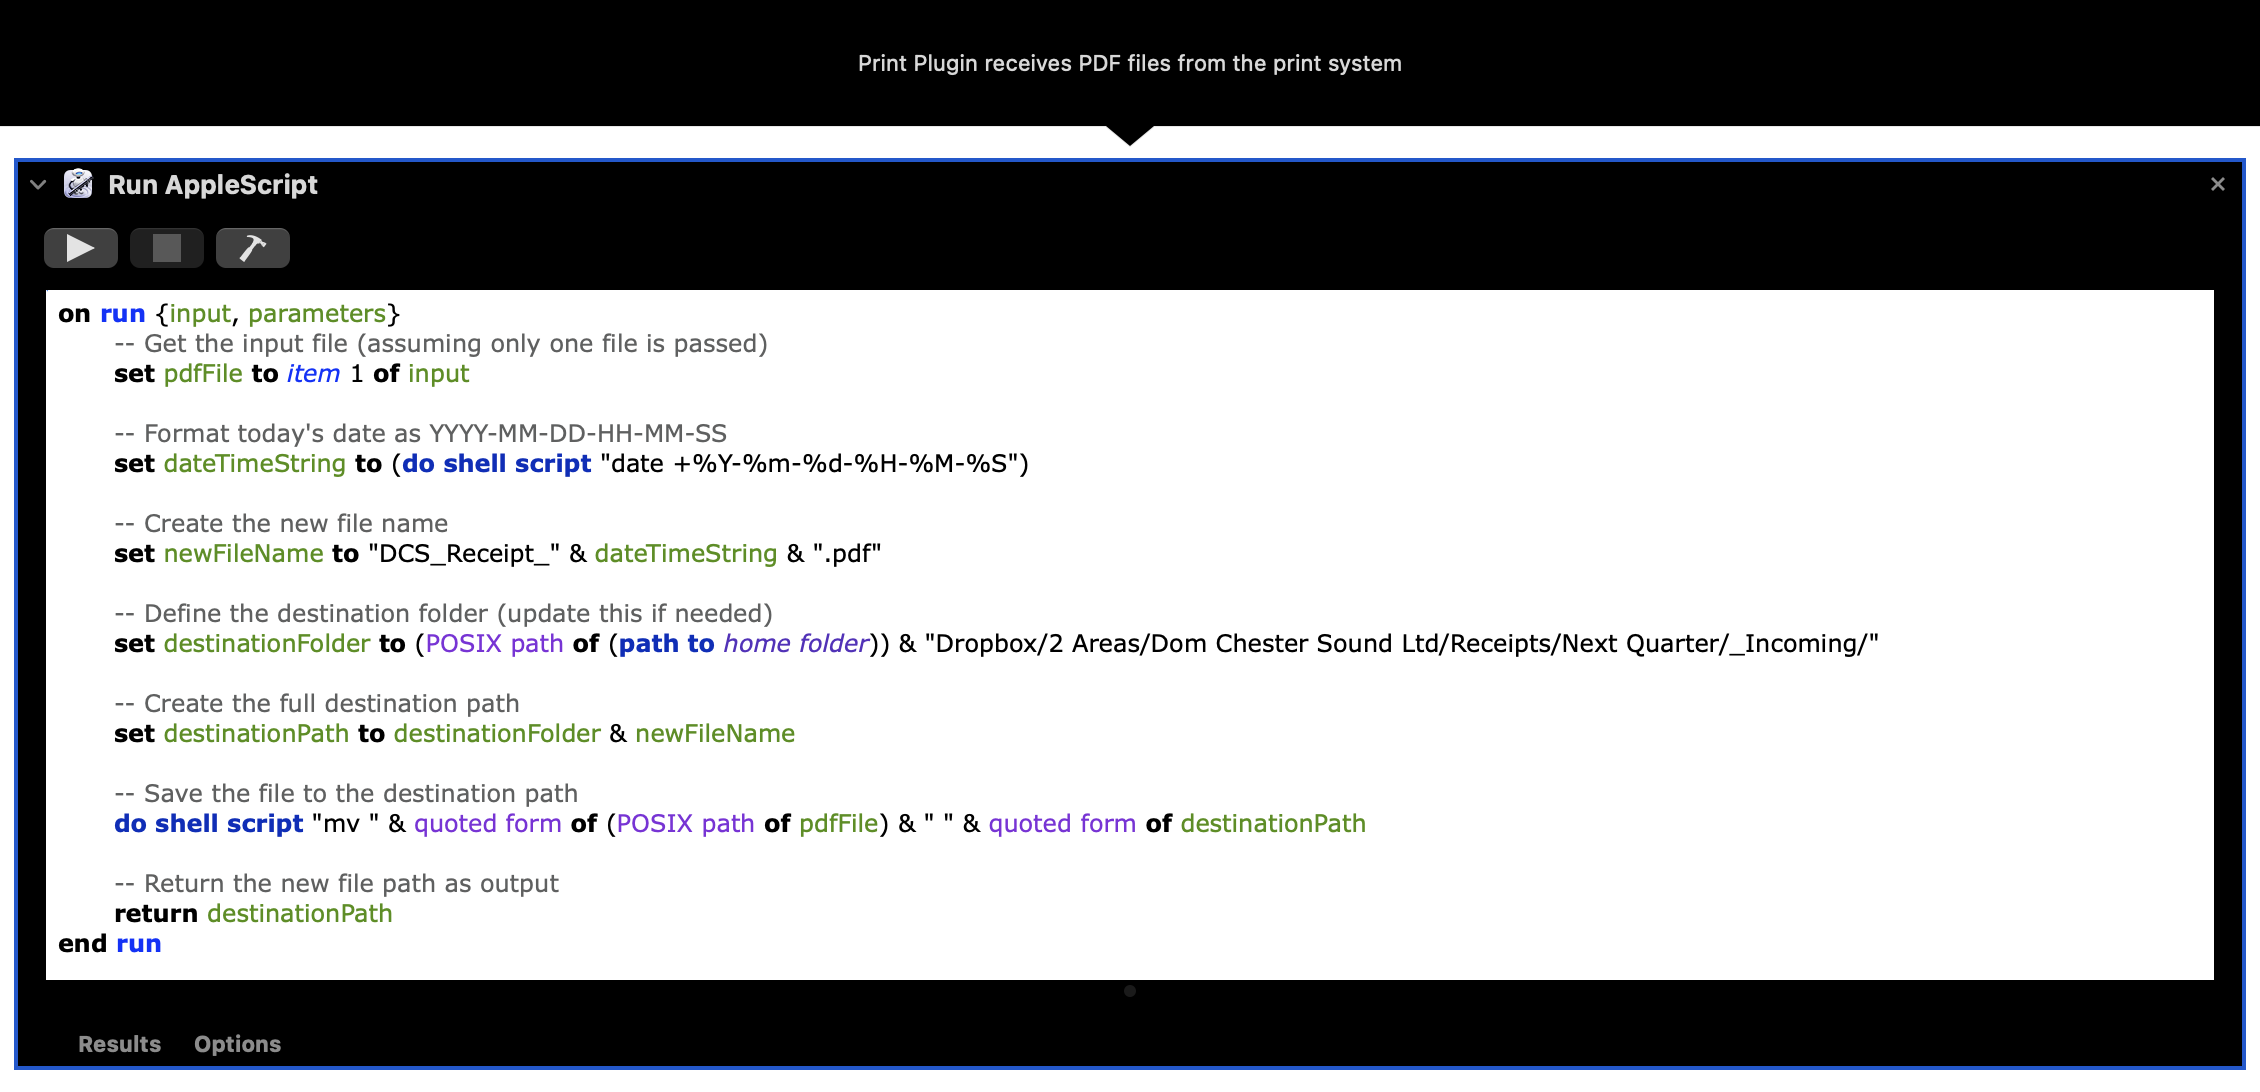 Print Plugin receives PDF files from the print system
Run AppleScript
on run {input, parameters}
-- Get the input file (assuming only one file is passed)
set pdfFile to item 1 of input
-- Format today's date as YYYY-MM-DD-HH-MM-SS
set dateTimeString to (do shell script "date +%Y-%m-%d-%H-%M-%S")
-- Create the new file name
set newFileName to "DCS_Receipt_" & dateTimeString & ".pdf"
-- Define the destination folder (update this if needed)
set destinationFolder to (POSIX path of (path to home folder)) & "Dropbox/2 Areas/Dom Chester Sound Ltd/Receipts/Next Quarter/_Incoming/"
-- Create the full destination path
set destinationPath to destinationFolder & newFileName
-- Save the file to the destination path
do shell script "mv " & quoted form of (POSIX path of pdfFile) & " " & quoted form of destinationPath
-- Return the new file path as output
return destinationPath
end run
Results Options